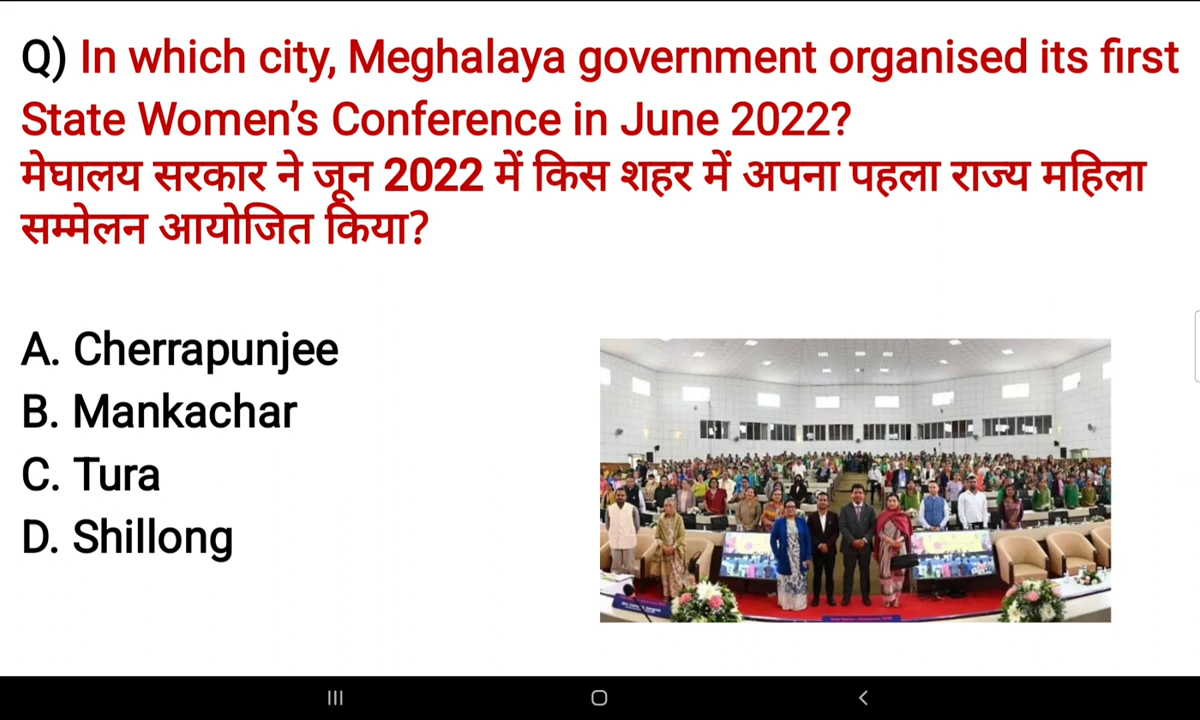 Q) In which city, Meghalaya government organised its first
State Women’s Conference in June 2022?
मेघालय सरकार ने जून 2022 में किस शहर में अपना पहला राज्य महिला
सम्मेलन आयोजित किया?
A. Cherrapunjee
B. Mankachar
C. Tura
D. Shillong